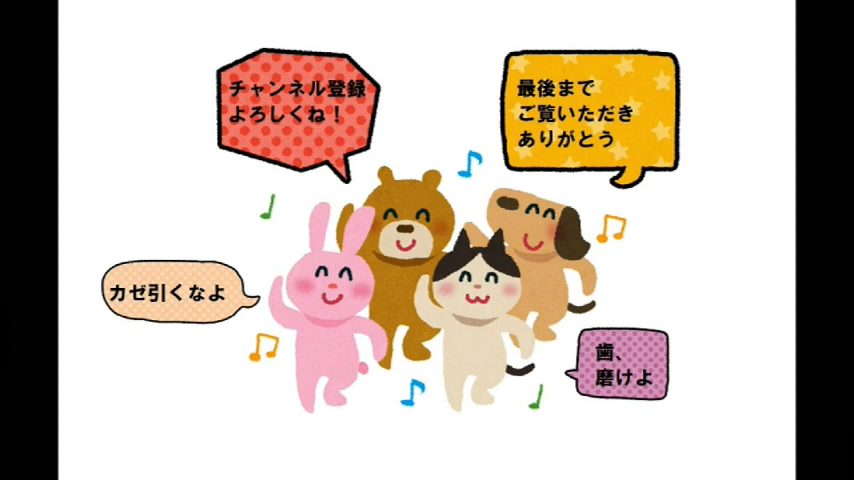 チャンネル登録
よろしくね！
最後まで
ご覧いただき
ありがとう
カゼ引くなよ
歯、
磨けよ